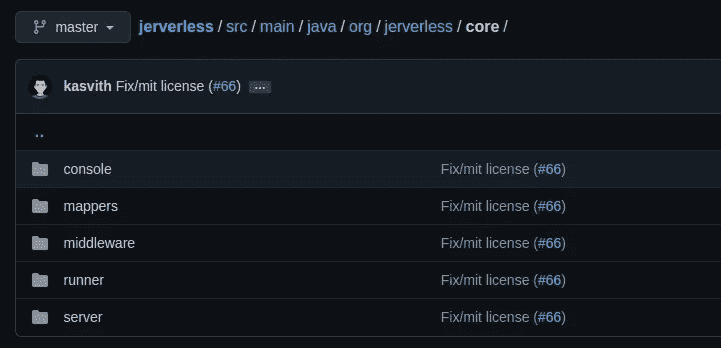 master jerverless / src / main / java / org / jerverless / core /
kasvith Fix/mit license (#66) ...
..
console Fix/mit license (#66)
mappers Fix/mit license (#66)
middleware Fix/mit license (#66)
runner Fix/mit license (#66)
server Fix/mit license (#66)